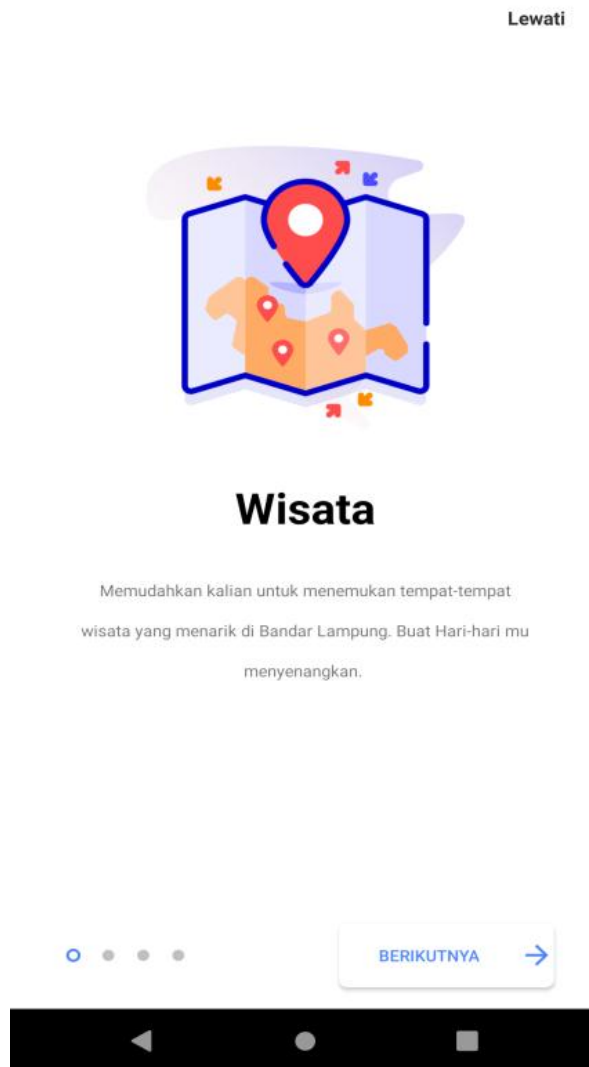 Lewati
Wisata
Memudahkan kalian untuk menemukan tempat-tempat
wisata yang menarik di Bandar Lampung. Buat Hari-hari mu
menyenangkan.
BERIKUTNYA